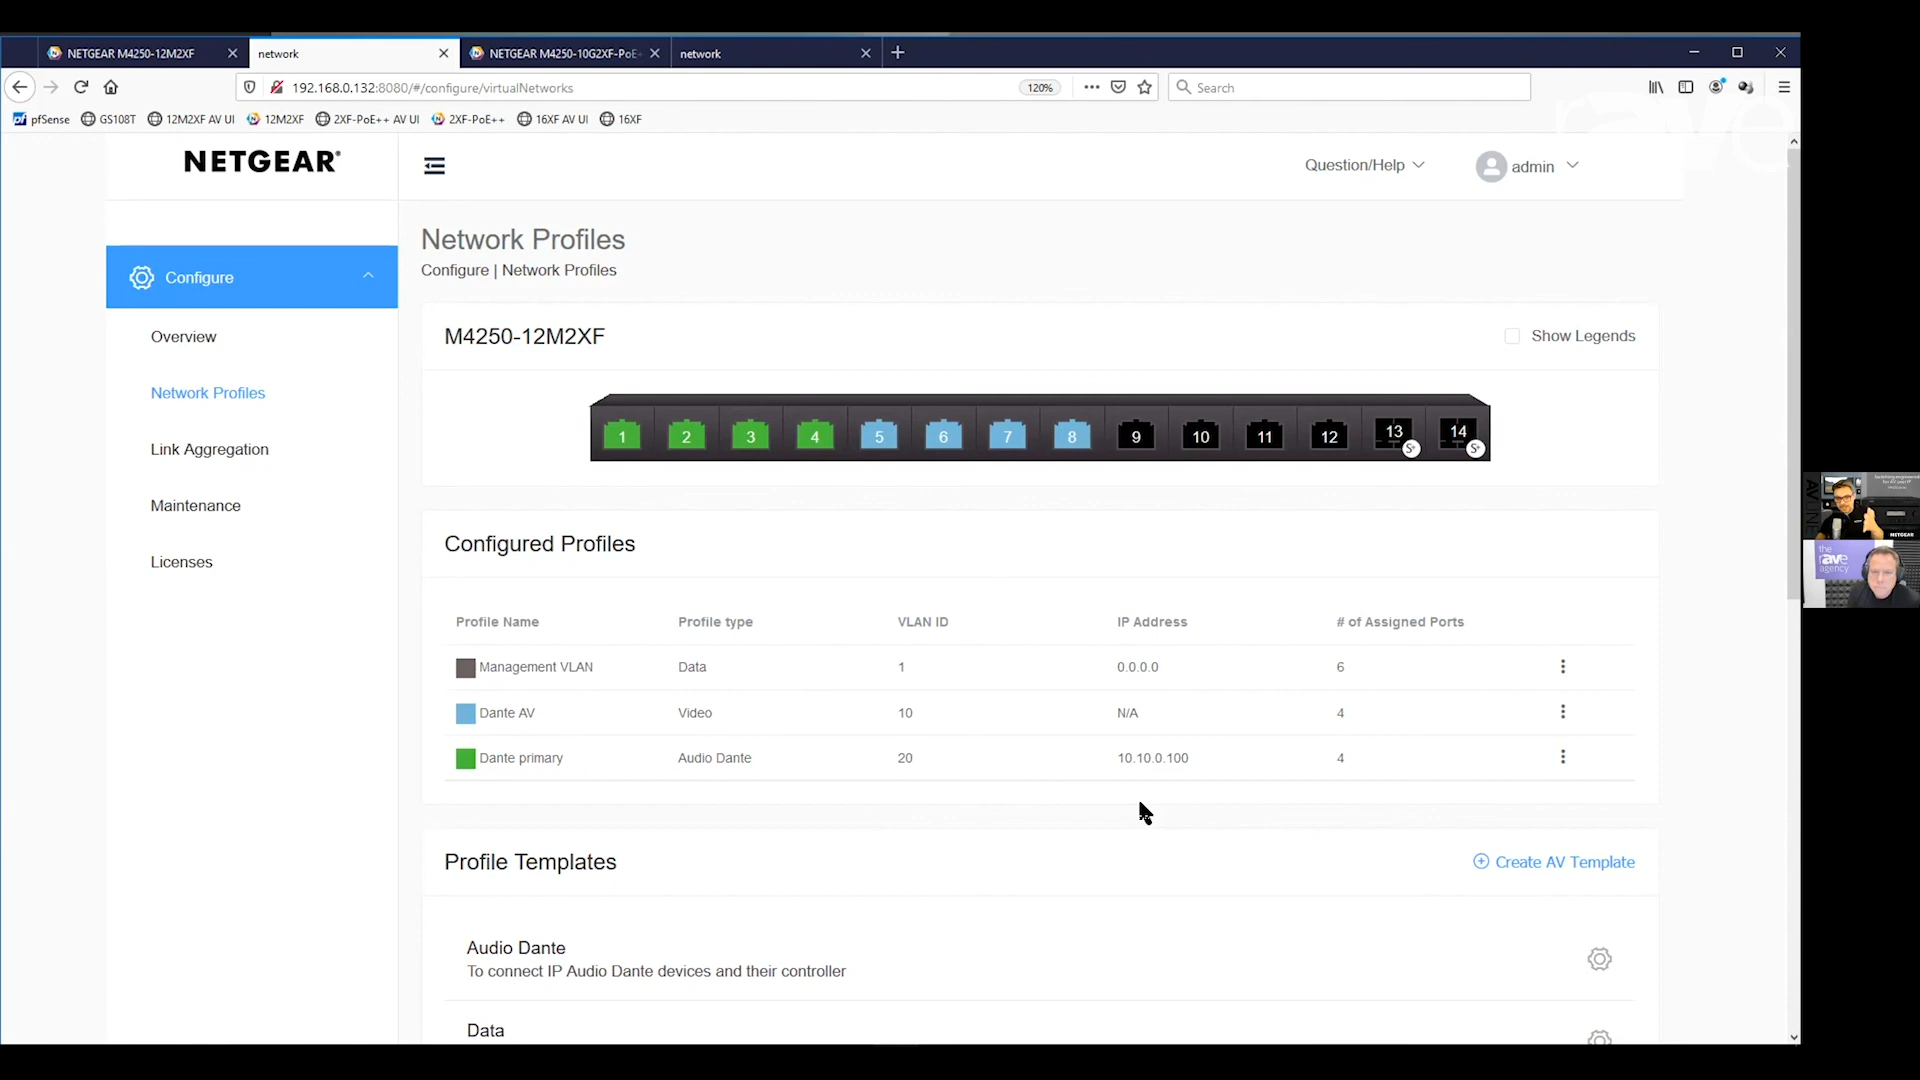 NETGEAR M4250-12M2XF
network
NETGEAR M4250-10G2XF-PoE+
network
192.168.0.132:8080/#/configure/virtualNetworks
120%
Search
pfSense
GS108T
12M2XF AV UI
12M2XF
2XF-PoE++ AV UI
2XF-PoE++
16XF AV UI
16XF
rave
NETGEAR
Question/Help
admin
Network Profiles
Configure | Network Profiles
Configure
Overview
Network Profiles
Link Aggregation
Maintenance
Licenses
M4250-12M2XF
Show Legends
1 2 3 4 5 6 7 8 9 10 11 12 13 14
S+ S+
Configured Profiles
Profile Name Profile type VLAN ID IP Address # of Assigned Ports
Management VLAN Data 1 0.0.0.0 6
Dante AV Video 10 N/A 4
Dante primary Audio Dante 20 10.10.0.100 4
Profile Templates
Create AV Template
Audio Dante
To connect IP Audio Dante devices and their controller
Data
NETGEAR
the
rave
agency